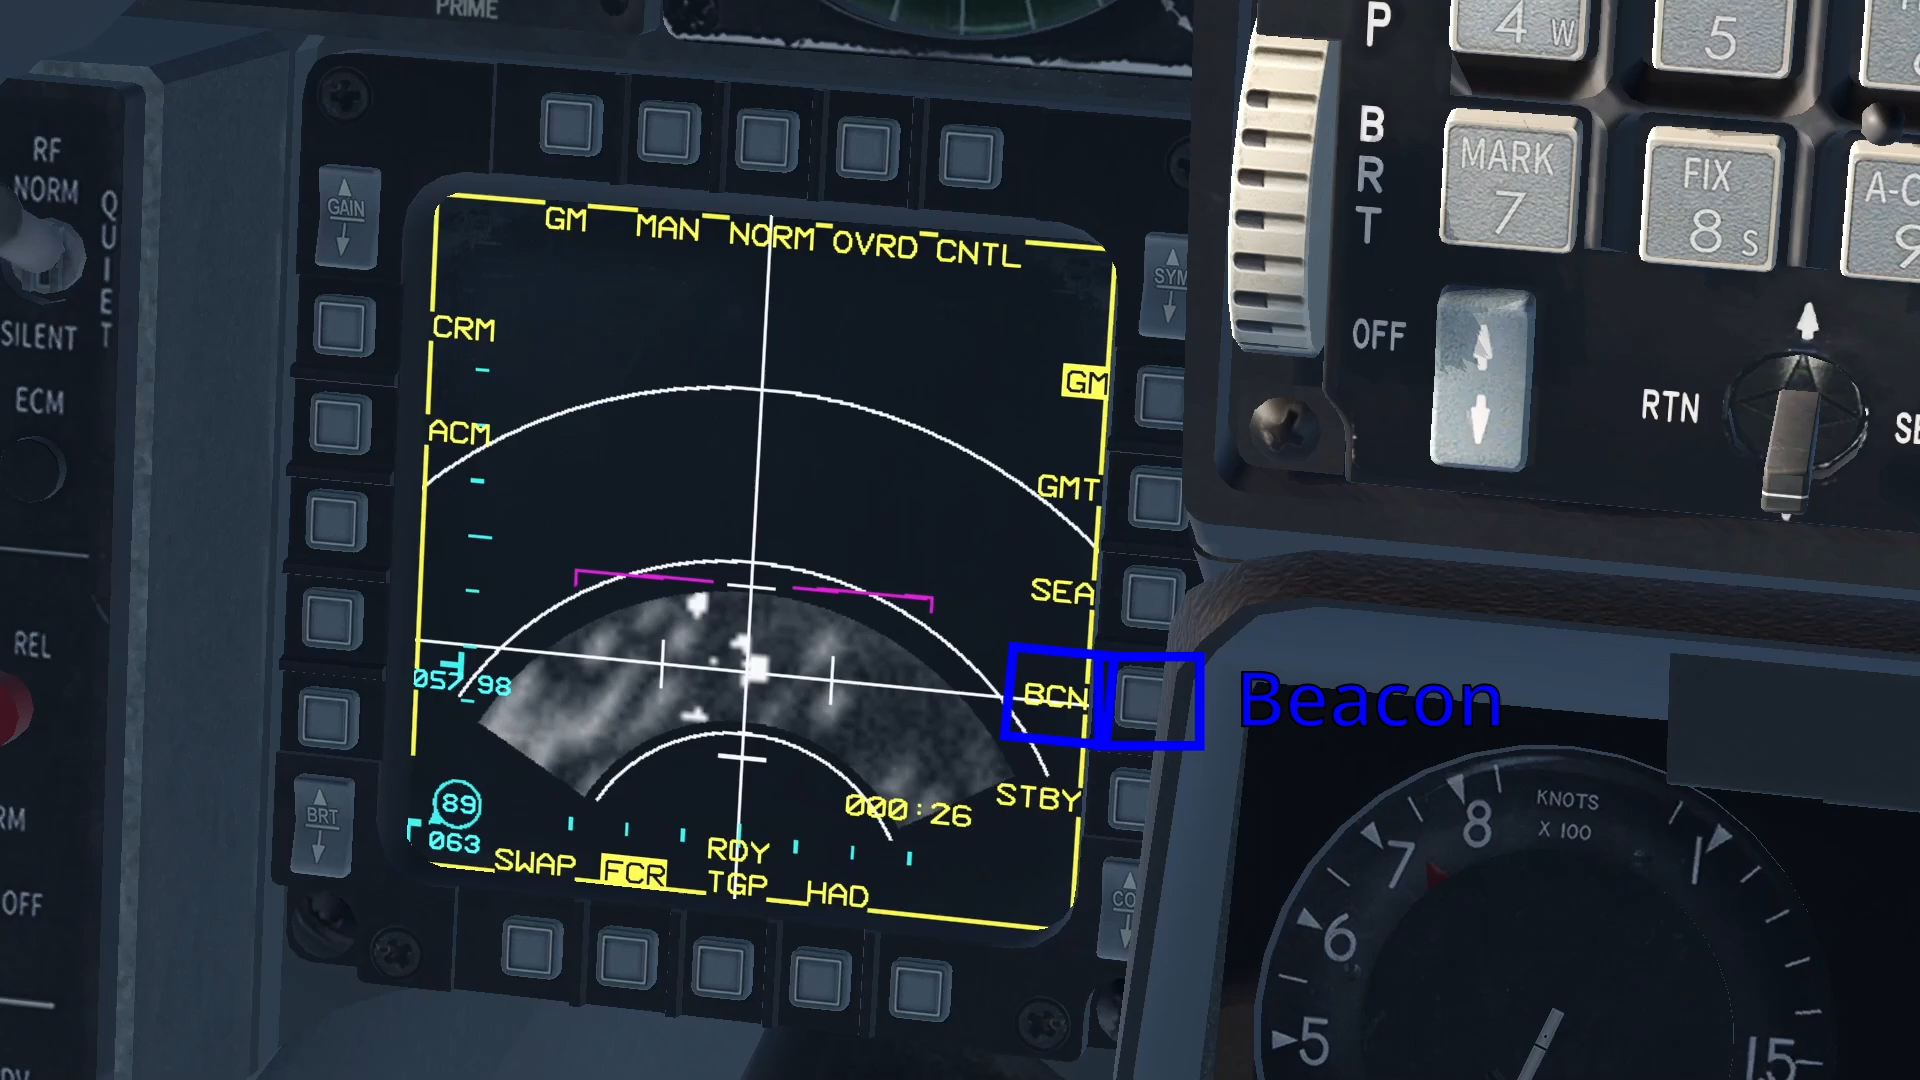 PRIME
P
4 W
5
RF
NORM
QUIET
SILENT
ECM
GAIN
SYM
BRT
MARK
7
FIX
8 S
A-C
9
OFF
RTN
GM MAN NORM OVRD CNTL
CRM
GM
ACM
GMT
SEA
BCN
Beacon
057 98
STBY
000:26
89
063
RDY
SWAP FCR TGP HAD
REL
OFF
BRT
KNOTS
X 100
8
7
6
5
1
15